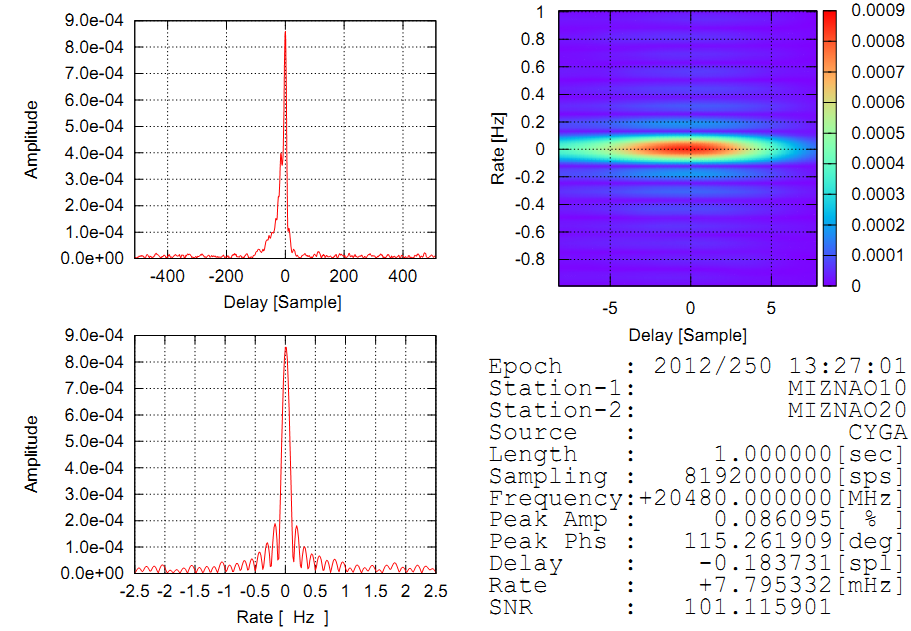 9.0e-04
8.0e-04
7.0e-04
6.0e-04
5.0e-04
4.0e-04
3.0e-04
2.0e-04
1.0e-04
0.0e+00
Amplitude
-400 -200 0 200 400
Delay [Sample]
1
0.8
0.6
0.4
0.2
0
-0.2
-0.4
-0.6
-0.8
Rate [Hz]
-5 0 5
Delay [Sample]
0.0009
0.0008
0.0007
0.0006
0.0005
0.0004
0.0003
0.0002
0.0001
0
9.0e-04
8.0e-04
7.0e-04
6.0e-04
5.0e-04
4.0e-04
3.0e-04
2.0e-04
1.0e-04
0.0e+00
Amplitude
-2.5 -2 -1.5 -1 -0.5 0 0.5 1 1.5 2 2.5
Rate [ Hz ]
Epoch : 2012/250 13:27:01
Station-1: MIZNAO10
Station-2: MIZNAO20
Source : CYGA
Length : 1.000000[sec]
Sampling : 8192000000[sps]
Frequency:+20480.000000[MHz]
Peak Amp : 0.086095[ % ]
Peak Phs : 115.261909[deg]
Delay : -0.183731[spl]
Rate : +7.795332[mHz]
SNR : 101.115901